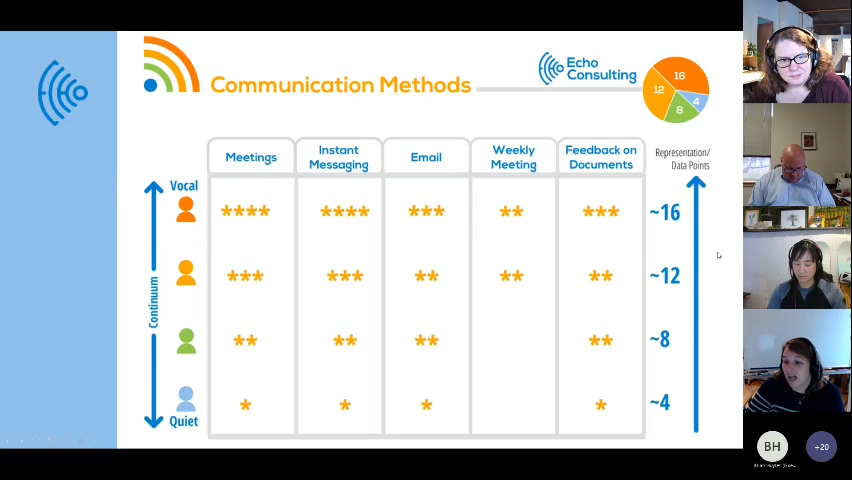 Communication Methods
Echo
Consulting
16
12
4
8
Meetings
Instant
Messaging
Email
Weekly
Meeting
Feedback on
Documents
Representation/
Data Points
Vocal
**** **** *** ** *** ~16
*** *** ** ** ** ~12
Continuum
** ** ** ** ~8
* * * * ~4
Quiet
BH
+20